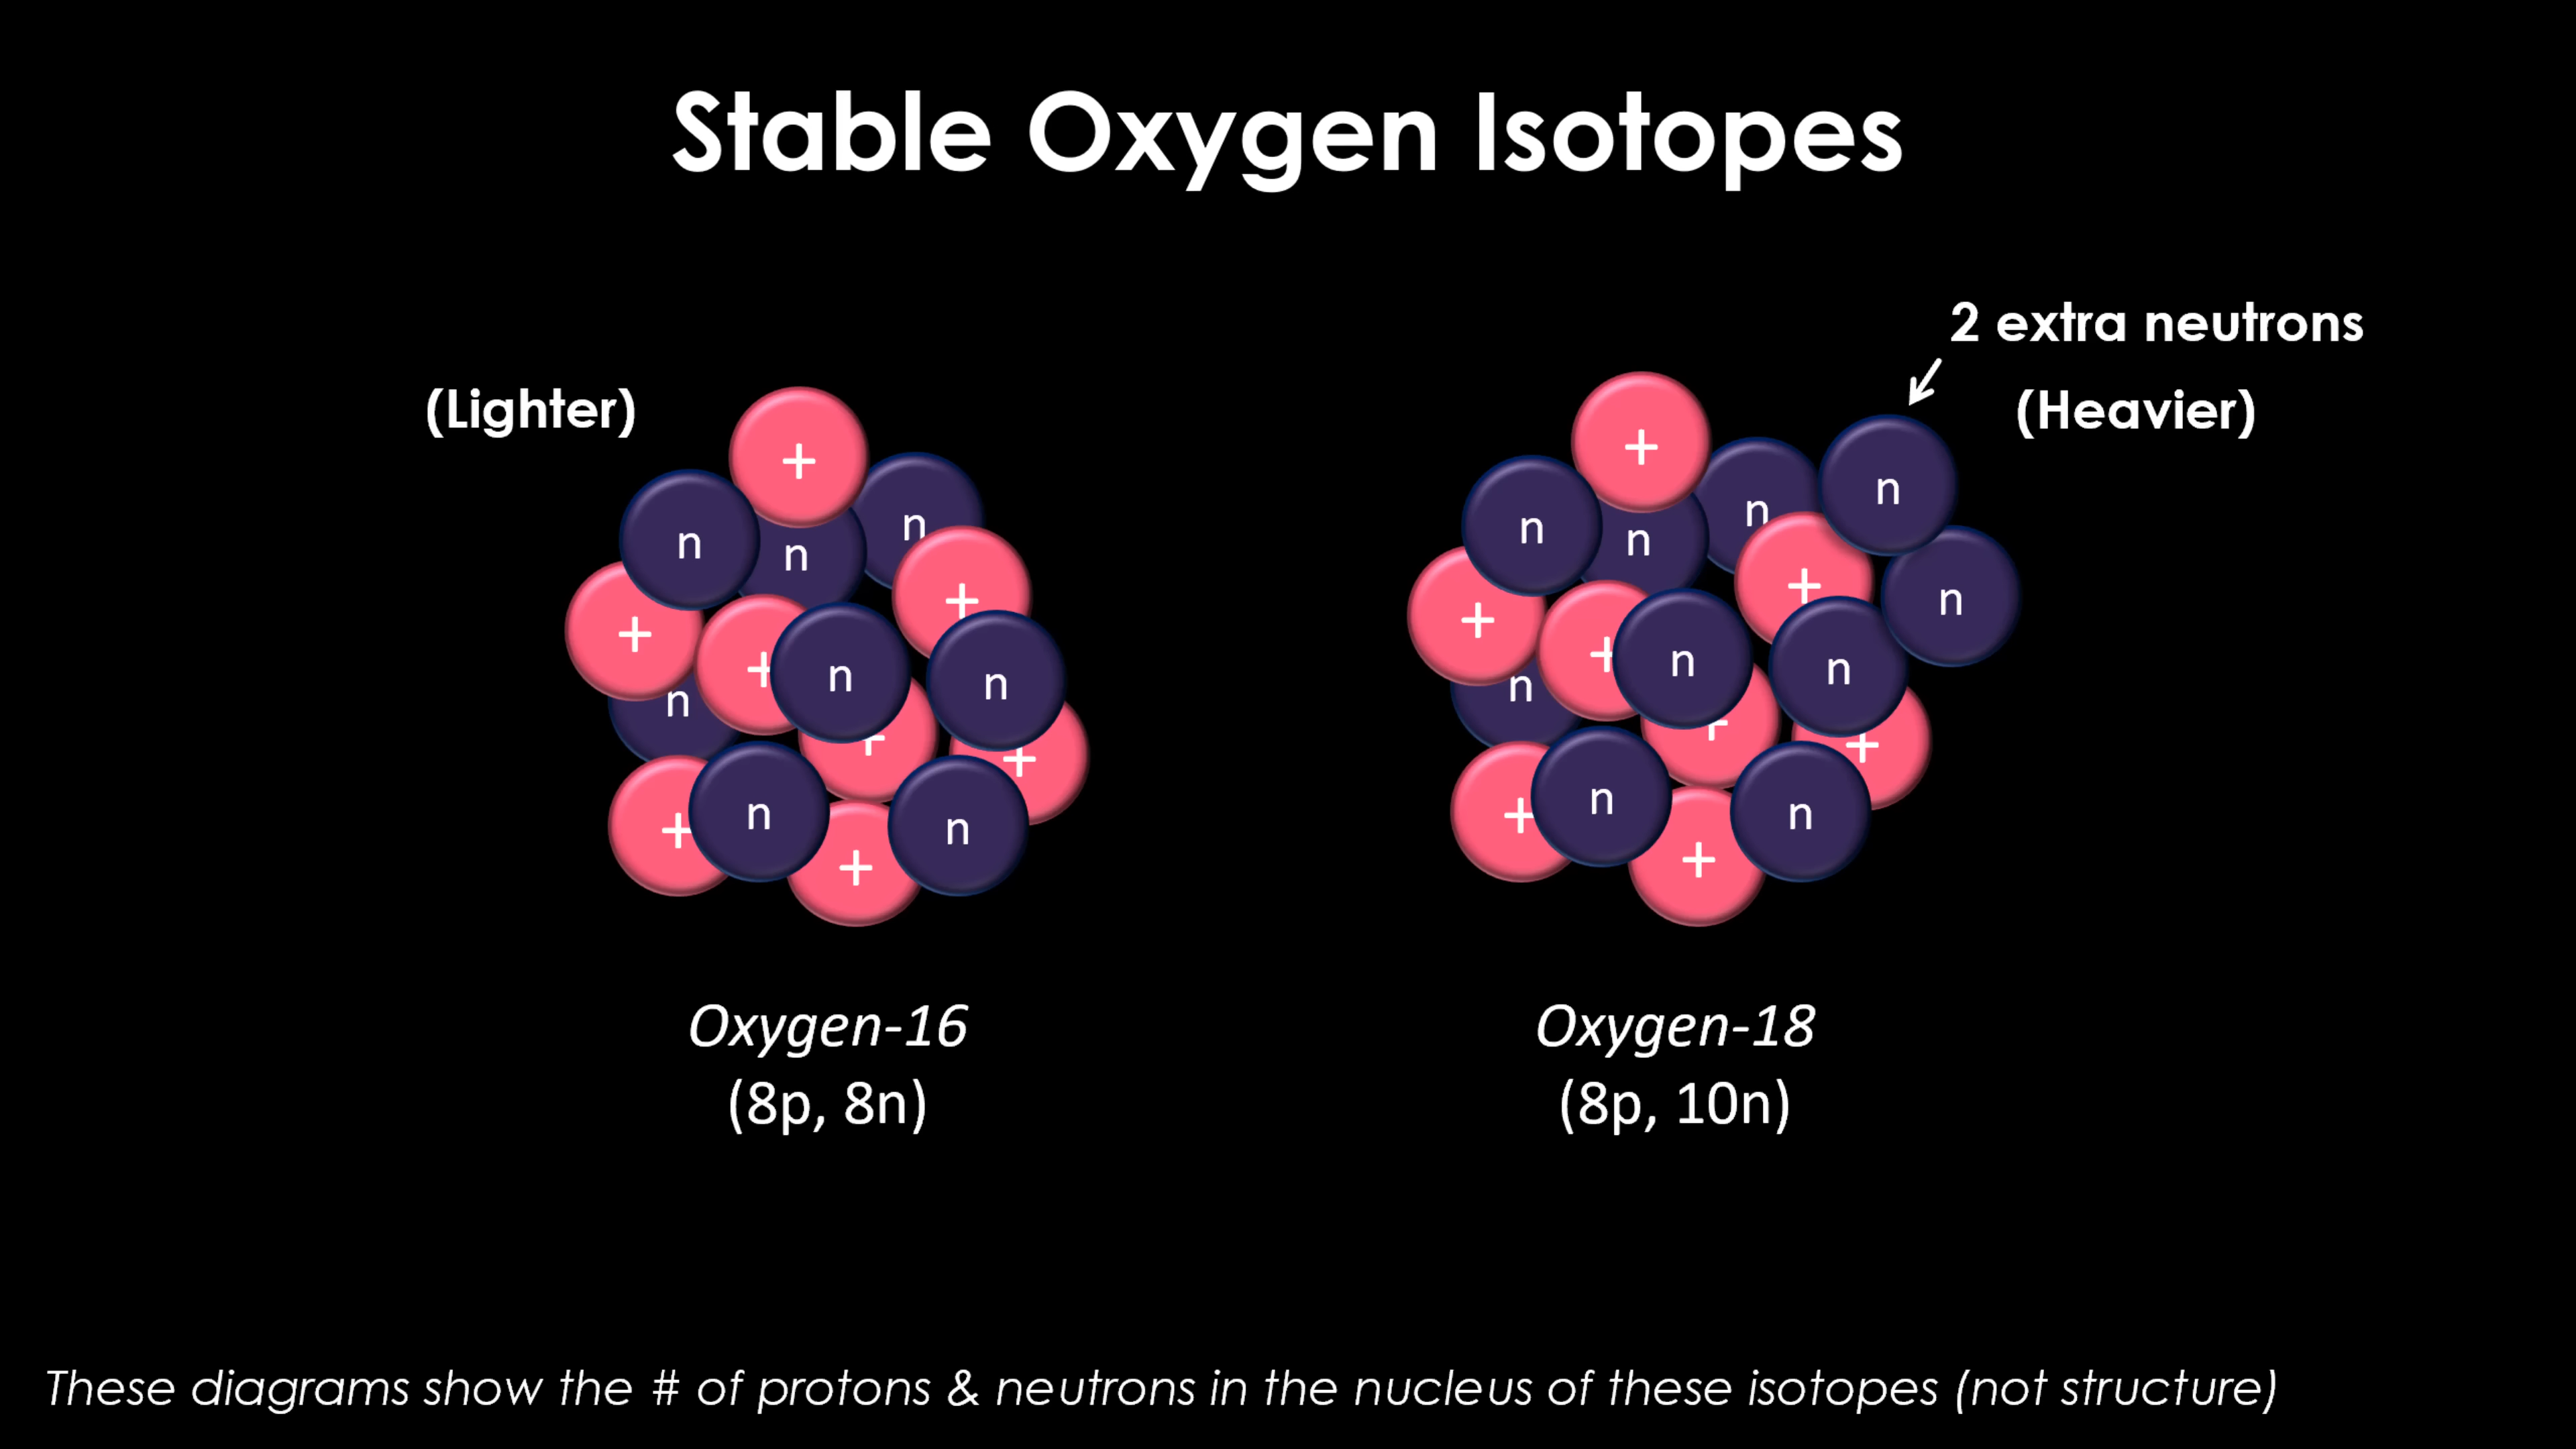 Stable Oxygen Isotopes
2 extra neutrons
(Lighter)
(Heavier)
+
n
n
n
+
+
+
n
n
n
+
+
+
n
+
n
+
n
n
n
n
+
+
+
n
n
n
n
+
+
+
n
+
n
Oxygen-16
(8p, 8n)
Oxygen-18
(8p, 10n)
These diagrams show the # of protons & neutrons in the nucleus of these isotopes (not structure)